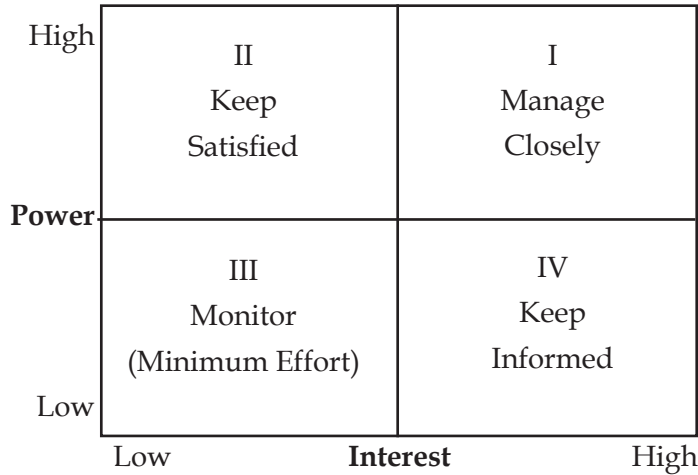 High
II
Keep
Satisfied
I
Manage
Closely
Power
III
Monitor
(Minimum Effort)
IV
Keep
Informed
Low
Low
Interest
High